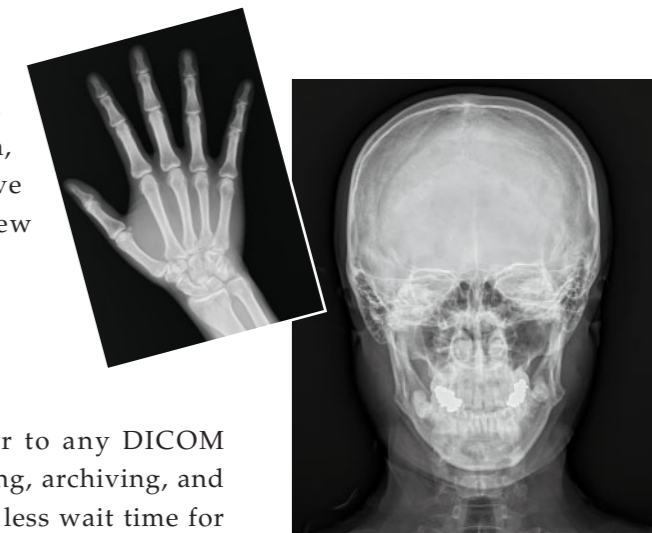 ve
ew
r to any DICOM
ng, archiving, and
less wait time for